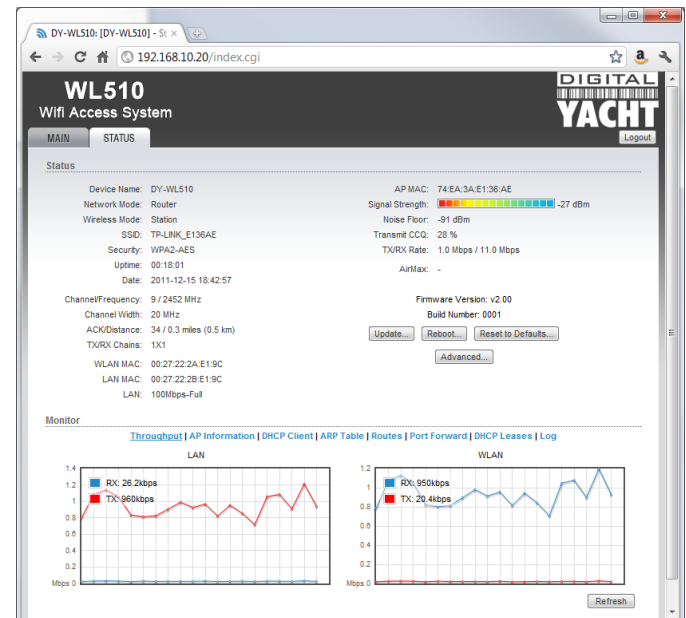 DY-WL510: [DY-WL510] - St
192.168.10.20/index.cgi
WL510
Wifi Access System
DIGITAL
YACHT
MAIN
STATUS
Logout
Status
Device Name: DY-WL510
Network Mode: Router
Wireless Mode: Station
SSID: TP-LINK_E136AE
Security: WPA2-AES
Uptime: 00:18:01
Date: 2011-12-15 18:42:57
Channel/Frequency: 9 / 2452 MHz
Channel Width: 20 MHz
ACK/Distance: 34 / 0.3 miles (0.5 km)
TX/RX Chains: 1X1
WLAN MAC: 00:27:22:2A:E1:9C
LAN MAC: 00:27:22:2B:E1:9C
LAN: 100Mbps-Full
AP MAC: 74:EA:3A:E1:36:AE
Signal Strength: -27 dBm
Noise Floor: -91 dBm
Transmit CCQ: 28 %
TX/RX Rate: 1.0 Mbps / 11.0 Mbps
AirMax: -
Firmware Version: v2.00
Build Number: 0001
Update... Reboot... Reset to Defaults...
Advanced...
Monitor
Throughput | AP Information | DHCP Client | ARP Table | Routes | Port Forward | DHCP Leases | Log
LAN
1.4
1.2
1
0.8
0.6
0.4
0.2
Mbps 0
RX: 26.2kbps
TX: 960kbps
WLAN
1.2
1
0.8
0.6
0.4
0.2
Mbps 0
RX: 950kbps
TX: 20.4kbps
Refresh